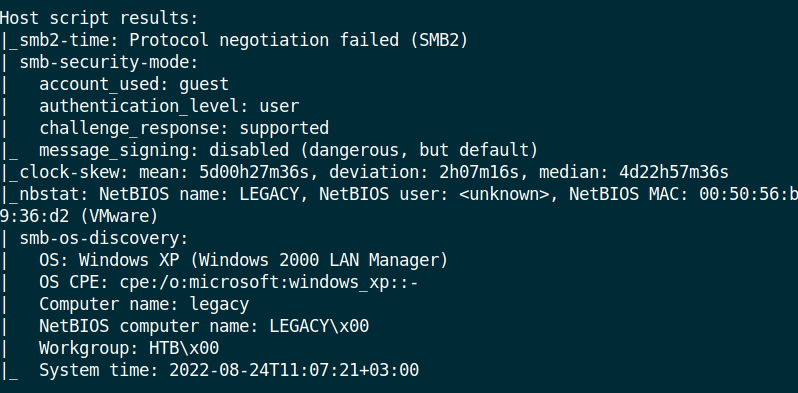 Host script results:
|_smb2-time: Protocol negotiation failed (SMB2)
| smb-security-mode:
|   account_used: guest
|   authentication_level: user
|   challenge_response: supported
|_  message_signing: disabled (dangerous, but default)
|_clock-skew: mean: 5d00h27m36s, deviation: 2h07m16s, median: 4d22h57m36s
|_nbstat: NetBIOS name: LEGACY, NetBIOS user: <unknown>, NetBIOS MAC: 00:50:56:b
9:36:d2 (VMware)
| smb-os-discovery:
|   OS: Windows XP (Windows 2000 LAN Manager)
|   OS CPE: cpe:/o:microsoft:windows_xp::-
|   Computer name: legacy
|   NetBIOS computer name: LEGACY\x00
|   Workgroup: HTB\x00
|_  System time: 2022-08-24T11:07:21+03:00